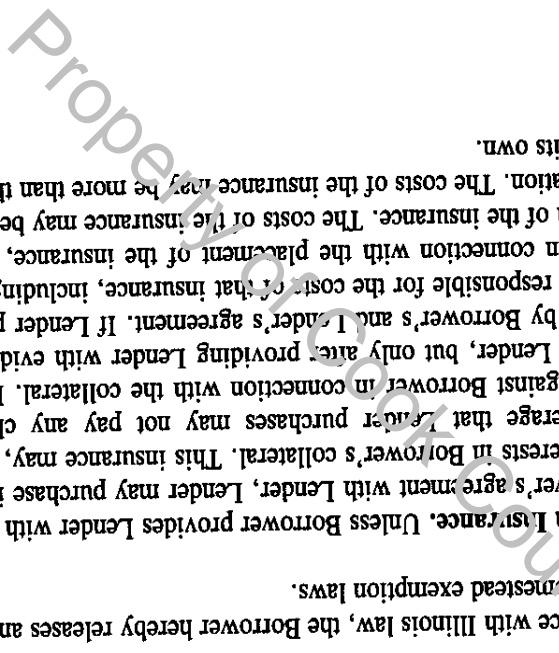 ce with Illinois law, the Borrower hereby releases an
mestead exemption laws.
Insurance. Unless Borrower provides Lender with
wer's agreement with Lender, Lender may purchase i
erests in Borrower's collateral. This insurance may,
erage that Lender purchases may not pay any cl
against Borrower in connection with the collateral.
Lender, but only after providing Lender with evid
by Borrower's and Lender's agreement. If Lender p
responsible for the costs of that insurance, including
n connection with the placement of the insurance,
of the insurance. The costs of the insurance may be
ation. The costs of the insurance may be more than th
its own.
Property of Cook Cou